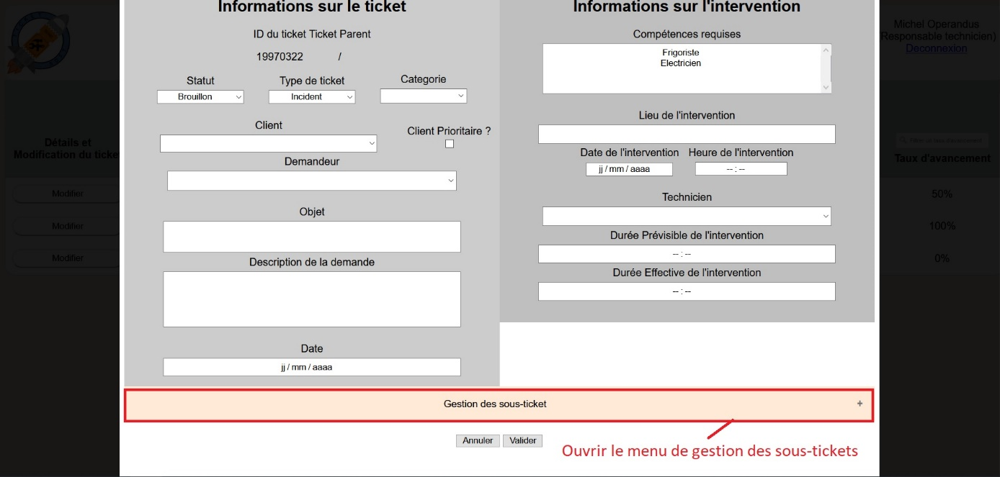 Informations sur le ticket
ID du ticket Ticket Parent
19970322 /
Statut Type de ticket Categorie
Brouillon Incident
Client
Client Prioritaire ?
Demandeur
Objet
Description de la demande
Date
jj / mm / aaaa
Informations sur l'intervention
Compétences requises
Frigoriste
Electricien
Lieu de l'intervention
Date de l'intervention Heure de l'intervention
jj / mm / aaaa -- : --
Technicien
Durée Prévisible de l'intervention
-- : --
Durée Effective de l'intervention
-- : --
Gestion des sous-ticket +
Annuler Valider
Ouvrir le menu de gestion des sous-tickets
Détails et
Modification du ticket
Modifier
Modifier
Modifier
Michel Operandus
(Responsable technicien)
Deconnexion
Taux d'avancement
50%
100%
0%